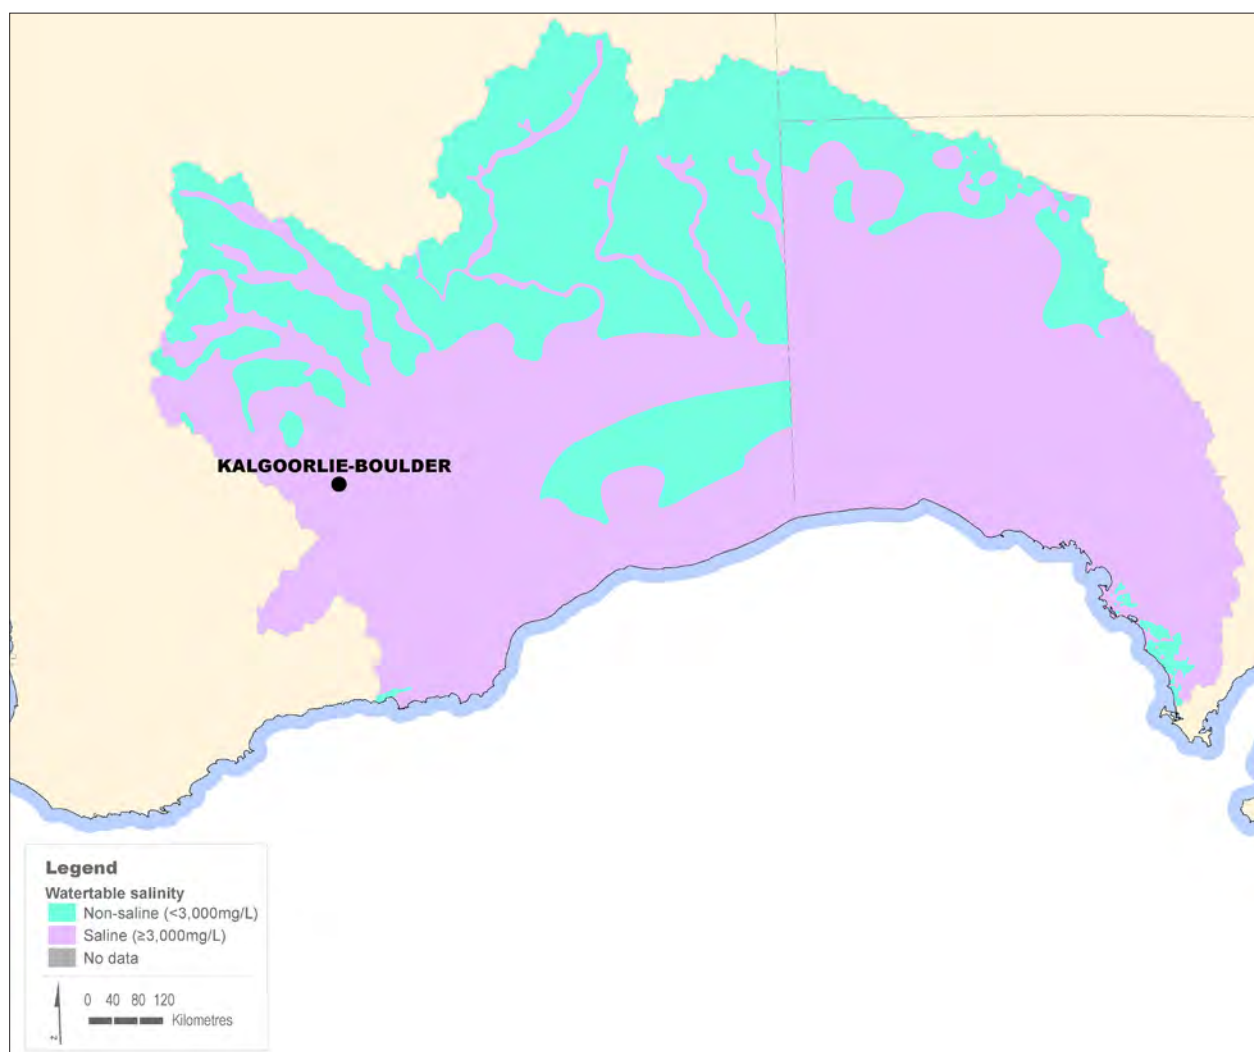 KALGOORLIE-BOULDER
Legend
Watertable salinity
Non-saline (<3,000mg/L)
Saline (≥3,000mg/L)
No data
0 40 80 120
Kilometres
N